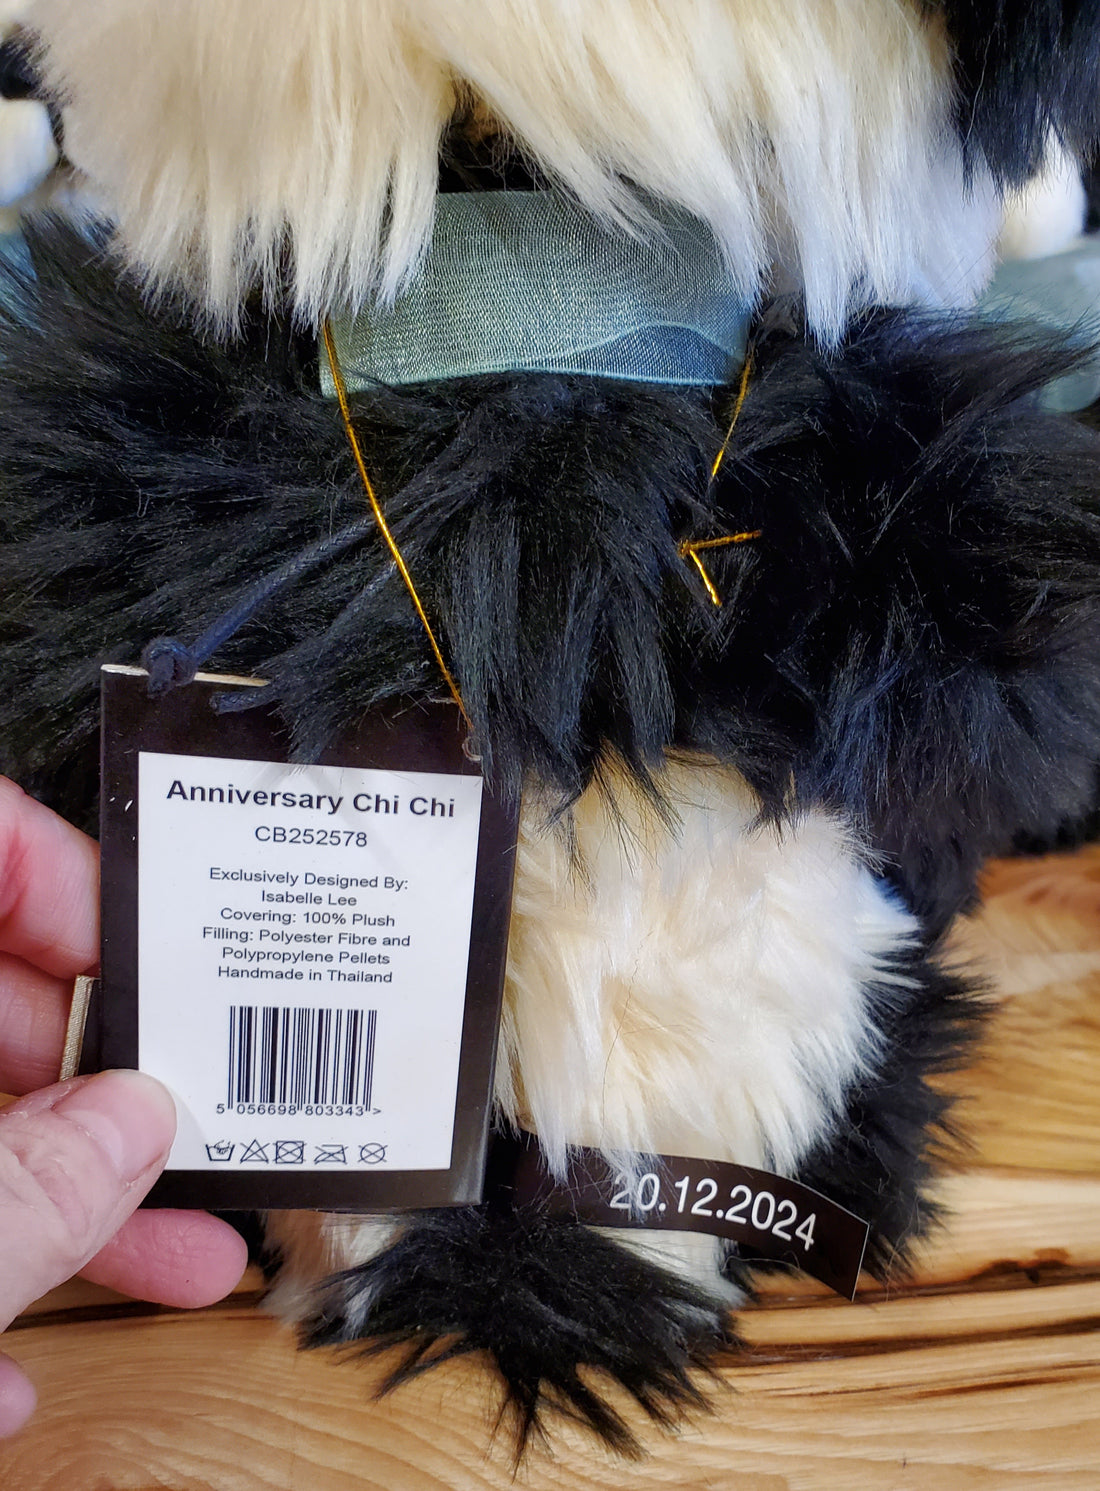 Anniversary Chi Chi
CB252578
Exclusively Designed By:
Isabelle Lee
Covering: 100% Plush
Filling: Polyester Fibre and
Polypropylene Pellets
Handmade in Thailand
5 056698 803343 >
20.12.2024